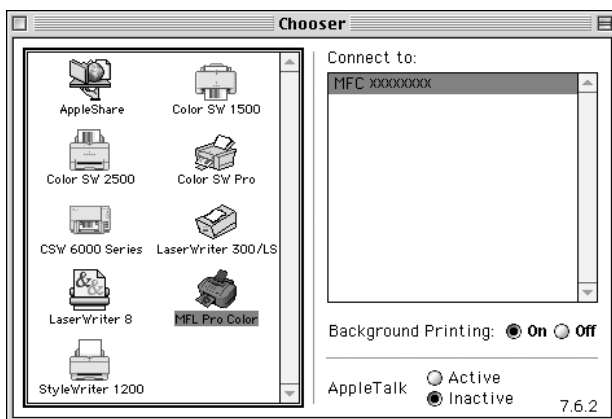 Chooser
AppleShare
Color SW 1500
Color SW 2500
Color SW Pro
CSW 6000 Series
LaserWriter 300/LS
LaserWriter 8
MFL Pro Color
StyleWriter 1200
Connect to:
MFC XXXXXXXX
Background Printing: On Off
AppleTalk
Active
Inactive
7.6.2